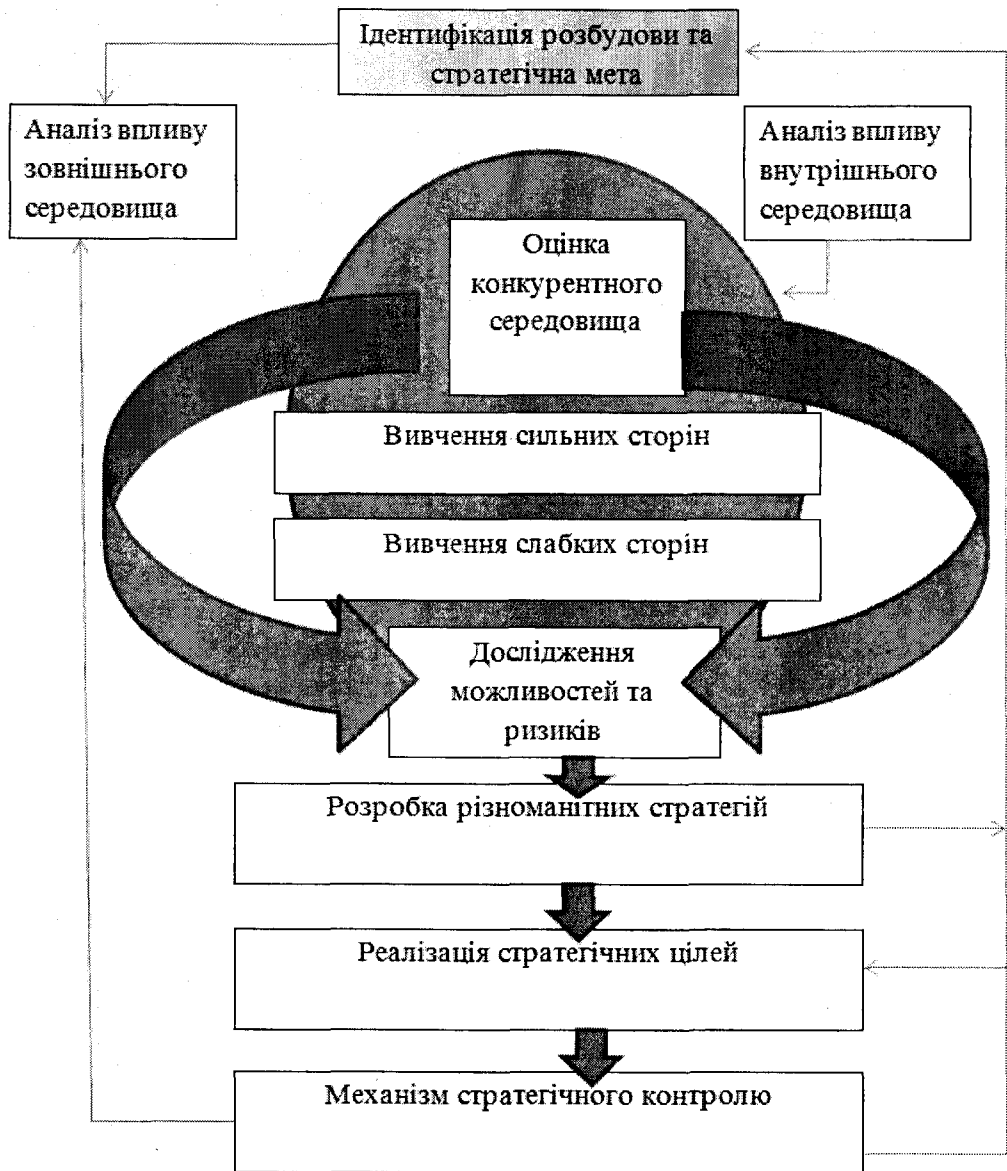 Ідентифікація розбудови та
стратегічна мета
Аналіз впливу
зовнішнього
середовища
Аналіз впливу
внутрішнього
середовища
Оцінка
конкурентного
середовища
Вивчення сильних сторін
Вивчення слабких сторін
Дослідження
можливостей та
ризиків
Розробка різноманітних стратегій
Реалізація стратегічних цілей
Механізм стратегічного контролю